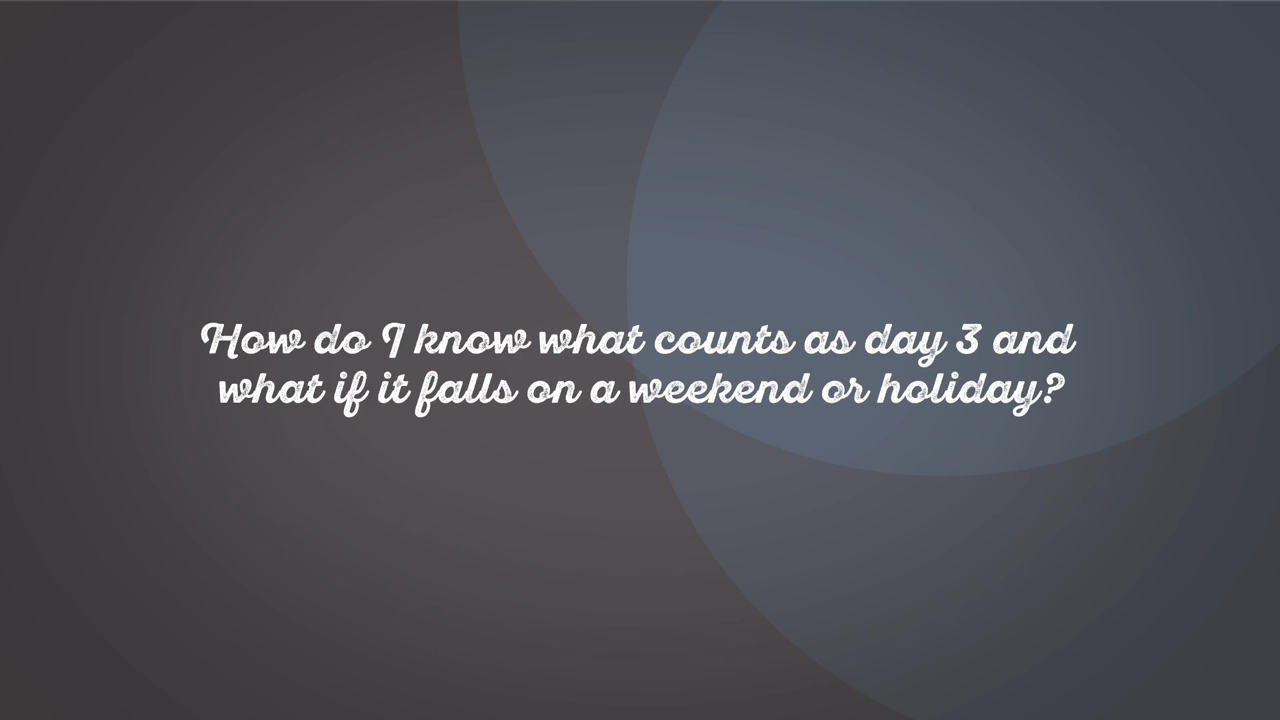 How do I know what counts as day 3 and
what if it falls on a weekend or holiday?